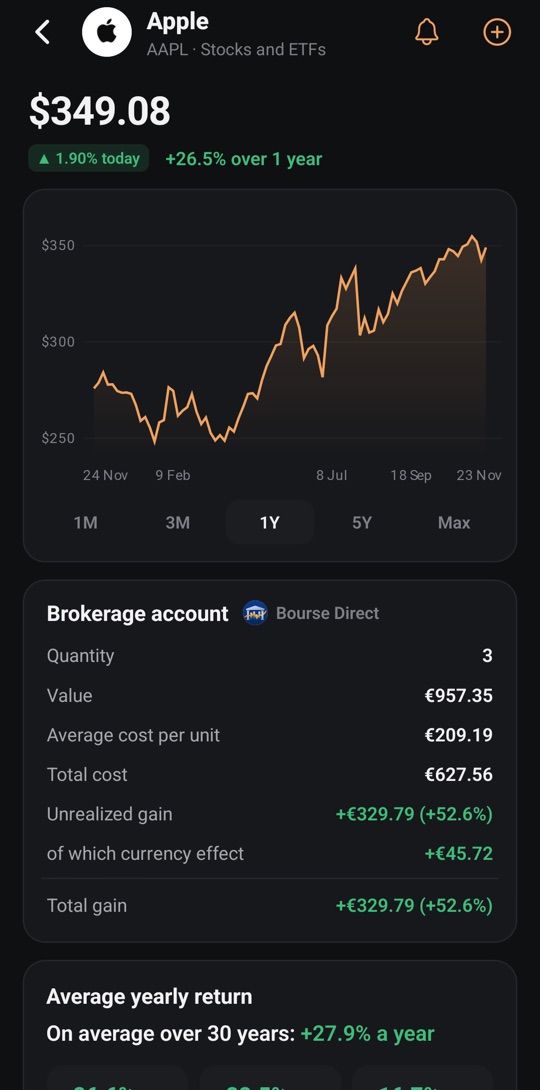 Apple
AAPL · Stocks and ETFs
$349.08
▲ 1.90% today +26.5% over 1 year
$350
$300
$250
24 Nov 9 Feb 8 Jul 18 Sep 23 Nov
1M 3M 1Y 5Y Max
Brokerage account Bourse Direct
Quantity 3
Value €957.35
Average cost per unit €209.19
Total cost €627.56
Unrealized gain +€329.79 (+52.6%)
of which currency effect +€45.72
Total gain +€329.79 (+52.6%)
Average yearly return
On average over 30 years: +27.9% a year